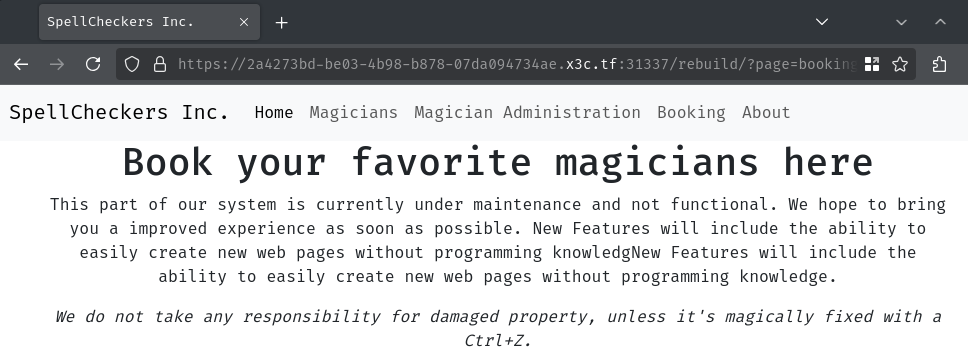 SpellCheckers Inc.
https://2a4273bd-be03-4b98-b878-07da094734ae.x3c.tf:31337/rebuild/?page=booking
SpellCheckers Inc. Home Magicians Magician Administration Booking About
Book your favorite magicians here
This part of our system is currently under maintenance and not functional. We hope to bring
you a improved experience as soon as possible. New Features will include the ability to
easily create new web pages without programming knowledgNew Features will include the
ability to easily create new web pages without programming knowledge.
We do not take any responsibility for damaged property, unless it's magically fixed with a
Ctrl+Z.